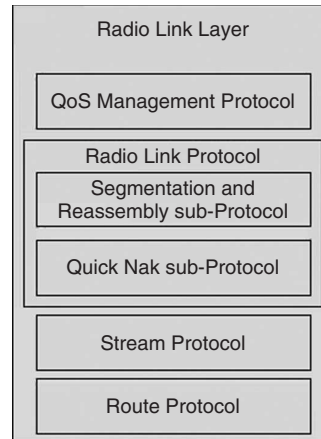 Radio Link Layer
QoS Management Protocol
Radio Link Protocol
Segmentation and
Reassembly sub-Protocol
Quick Nak sub-Protocol
Stream Protocol
Route Protocol